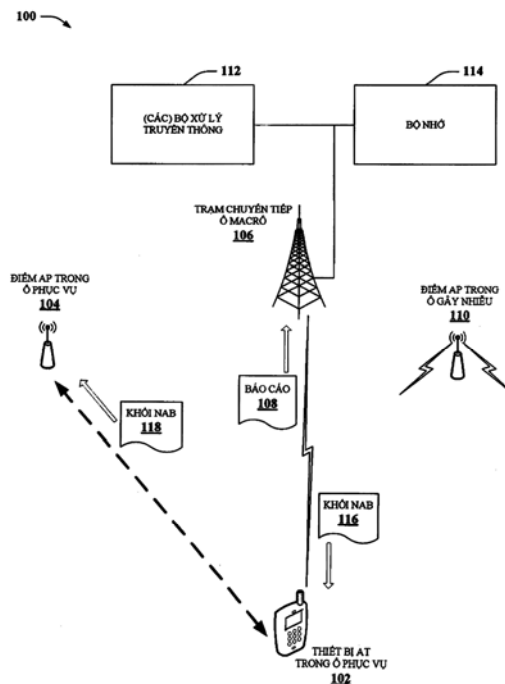 100
112
(CÁC) BỘ XỬ LÝ
TRUYỀN THÔNG
114
BỘ NHỚ
TRẠM CHUYỂN TIẾP
Ô MACRÔ
106
ĐIỂM AP TRONG
Ô PHỤC VỤ
104
ĐIỂM AP TRONG
Ô GÂY NHIỄU
110
BÁO CÁO
108
KHỐI NAB
118
KHỐI NAB
116
THIẾT BỊ AT
TRONG Ô PHỤC VỤ
102